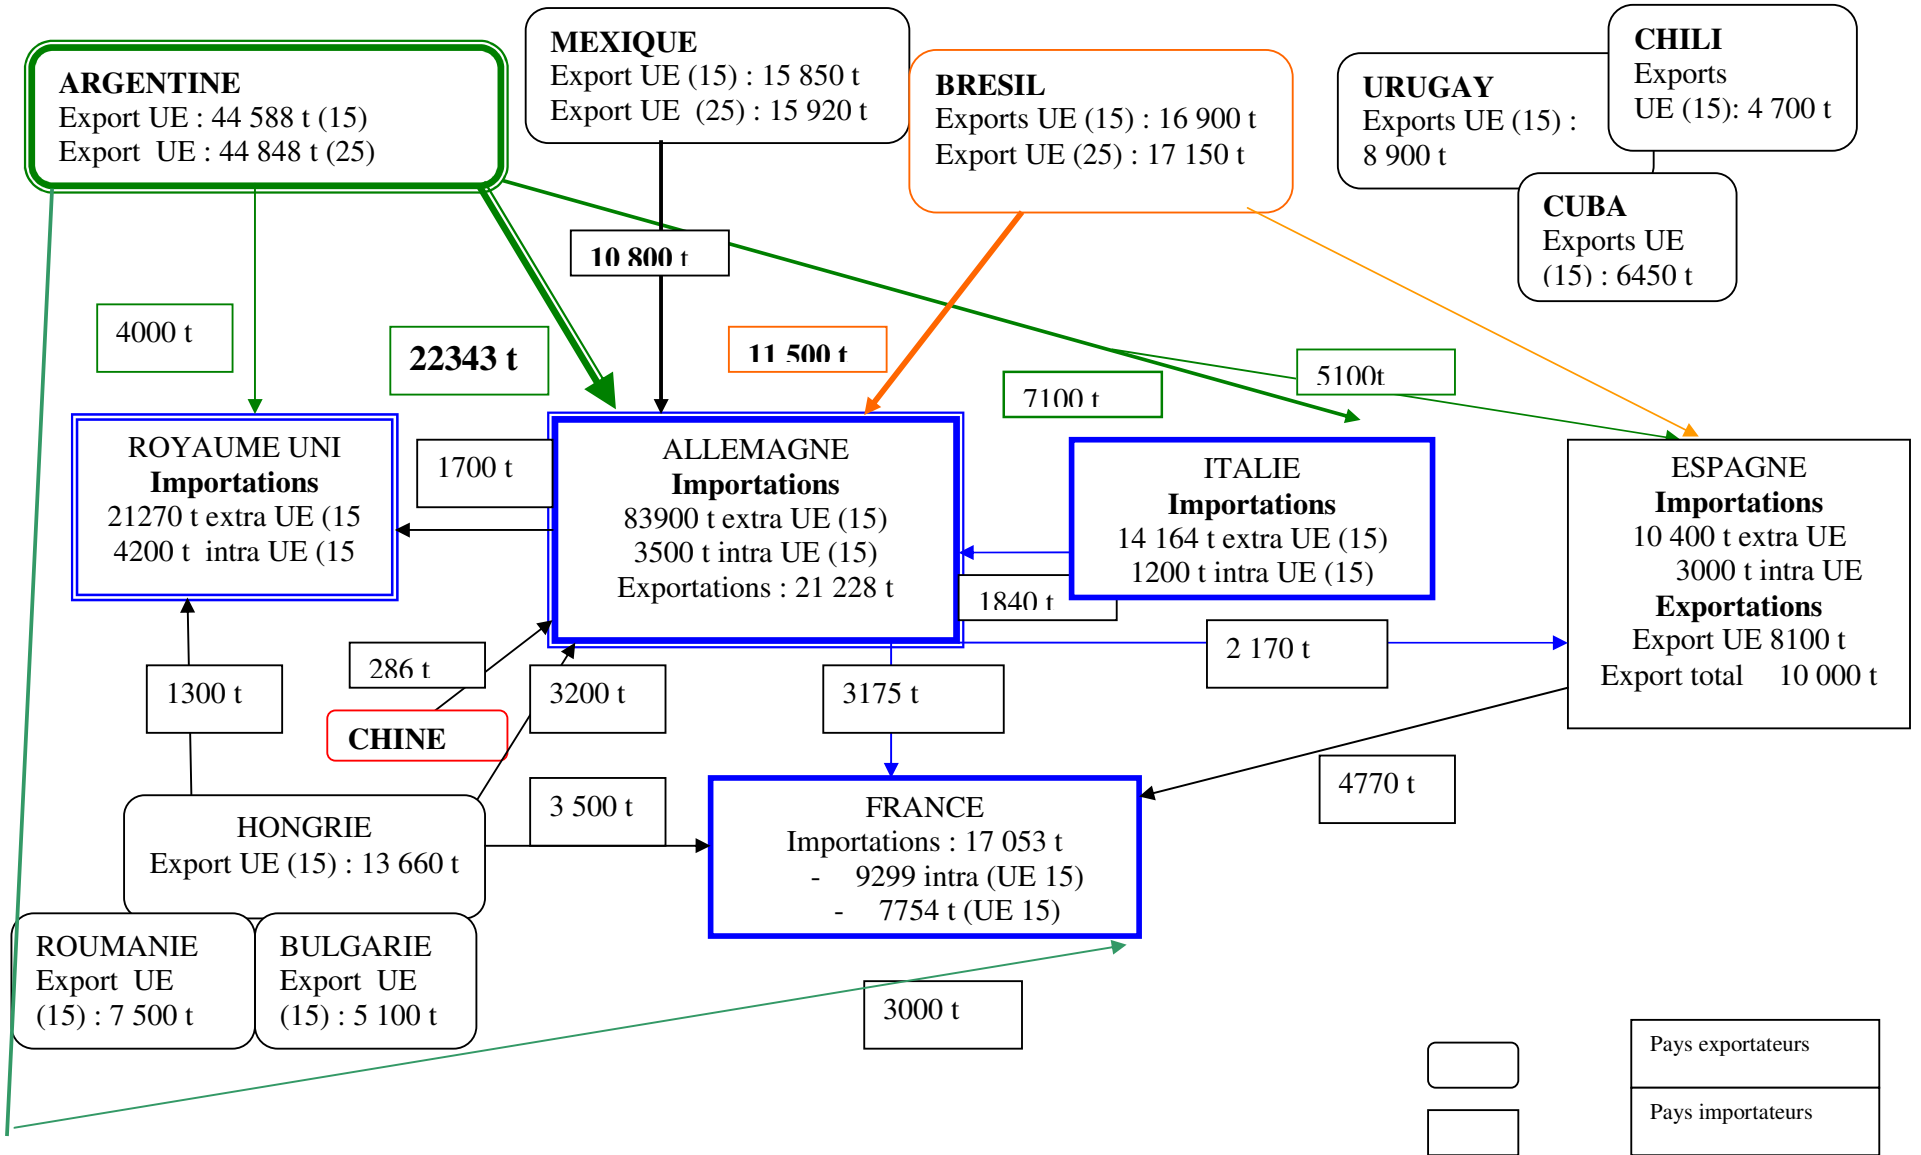 ARGENTINE
Export UE : 44 588 t (15)
Export UE : 44 848 t (25)
MEXIQUE
Export UE (15) : 15 850 t
Export UE (25) : 15 920 t
BRESIL
Exports UE (15) : 16 900 t
Export UE (25) : 17 150 t
URUGAY
Exports UE (15) :
8 900 t
CHILI
Exports
UE (15): 4 700 t
CUBA
Exports UE
(15) : 6450 t
10 800 t
4000 t
22343 t
11 500 t
7100 t
5100t
ROYAUME UNI
Importations
21270 t extra UE (15
4200 t intra UE (15
1700 t
ALLEMAGNE
Importations
83900 t extra UE (15)
3500 t intra UE (15)
Exportations : 21 228 t
ITALIE
Importations
14 164 t extra UE (15)
1200 t intra UE (15)
ESPAGNE
Importations
10 400 t extra UE
3000 t intra UE
Exportations
Export UE 8100 t
Export total 10 000 t
1840 t
1300 t
286 t
3200 t
3175 t
2 170 t
CHINE
4770 t
3 500 t
HONGRIE
Export UE (15) : 13 660 t
FRANCE
Importations : 17 053 t
- 9299 intra (UE 15)
- 7754 t (UE 15)
ROUMANIE
Export UE
(15) : 7 500 t
BULGARIE
Export UE
(15) : 5 100 t
3000 t
Pays exportateurs
Pays importateurs